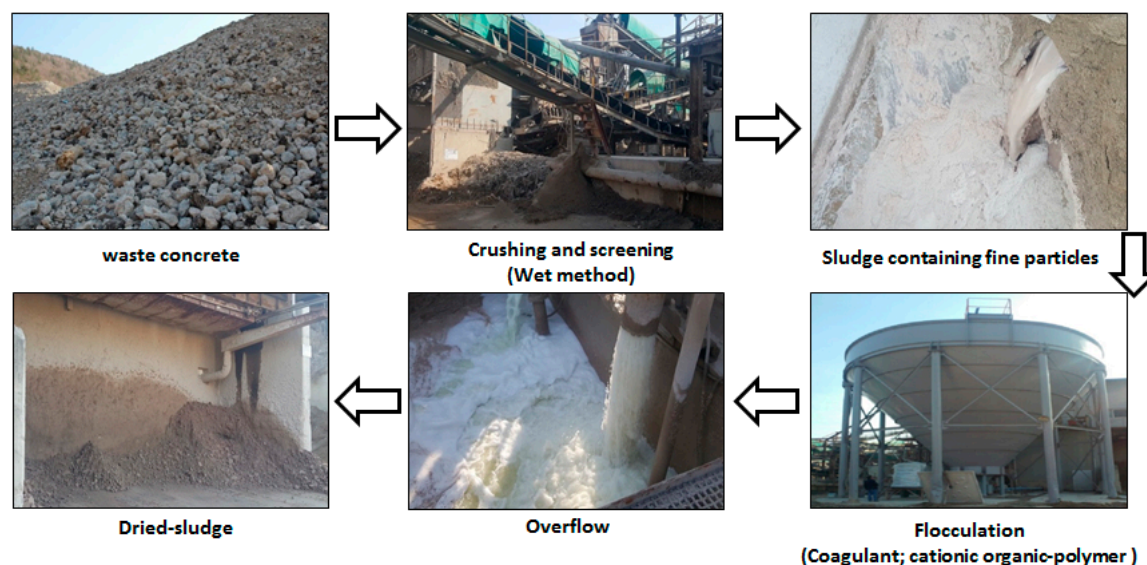 waste concrete
Crushing and screening
(Wet method)
Sludge containing fine particles
Dried-sludge
Overflow
Flocculation
(Coagulant; cationic organic-polymer )